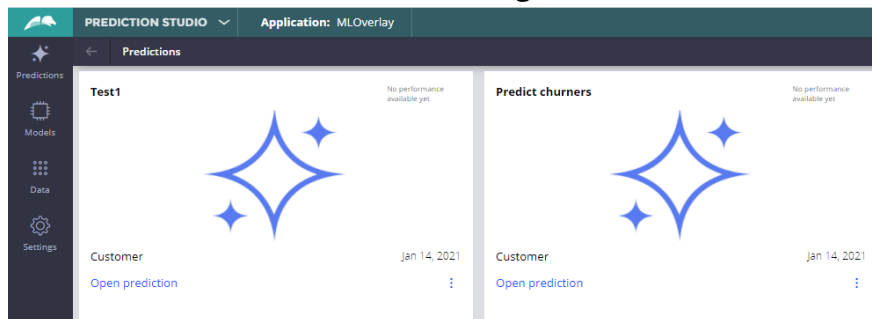 PREDICTION STUDIO
Application: MLOverlay
Predictions
Predictions
Models
Data
Settings
Test1
No performance
available yet
Customer
Jan 14, 2021
Open prediction
Predict churners
No performance
available yet
Customer
Jan 14, 2021
Open prediction